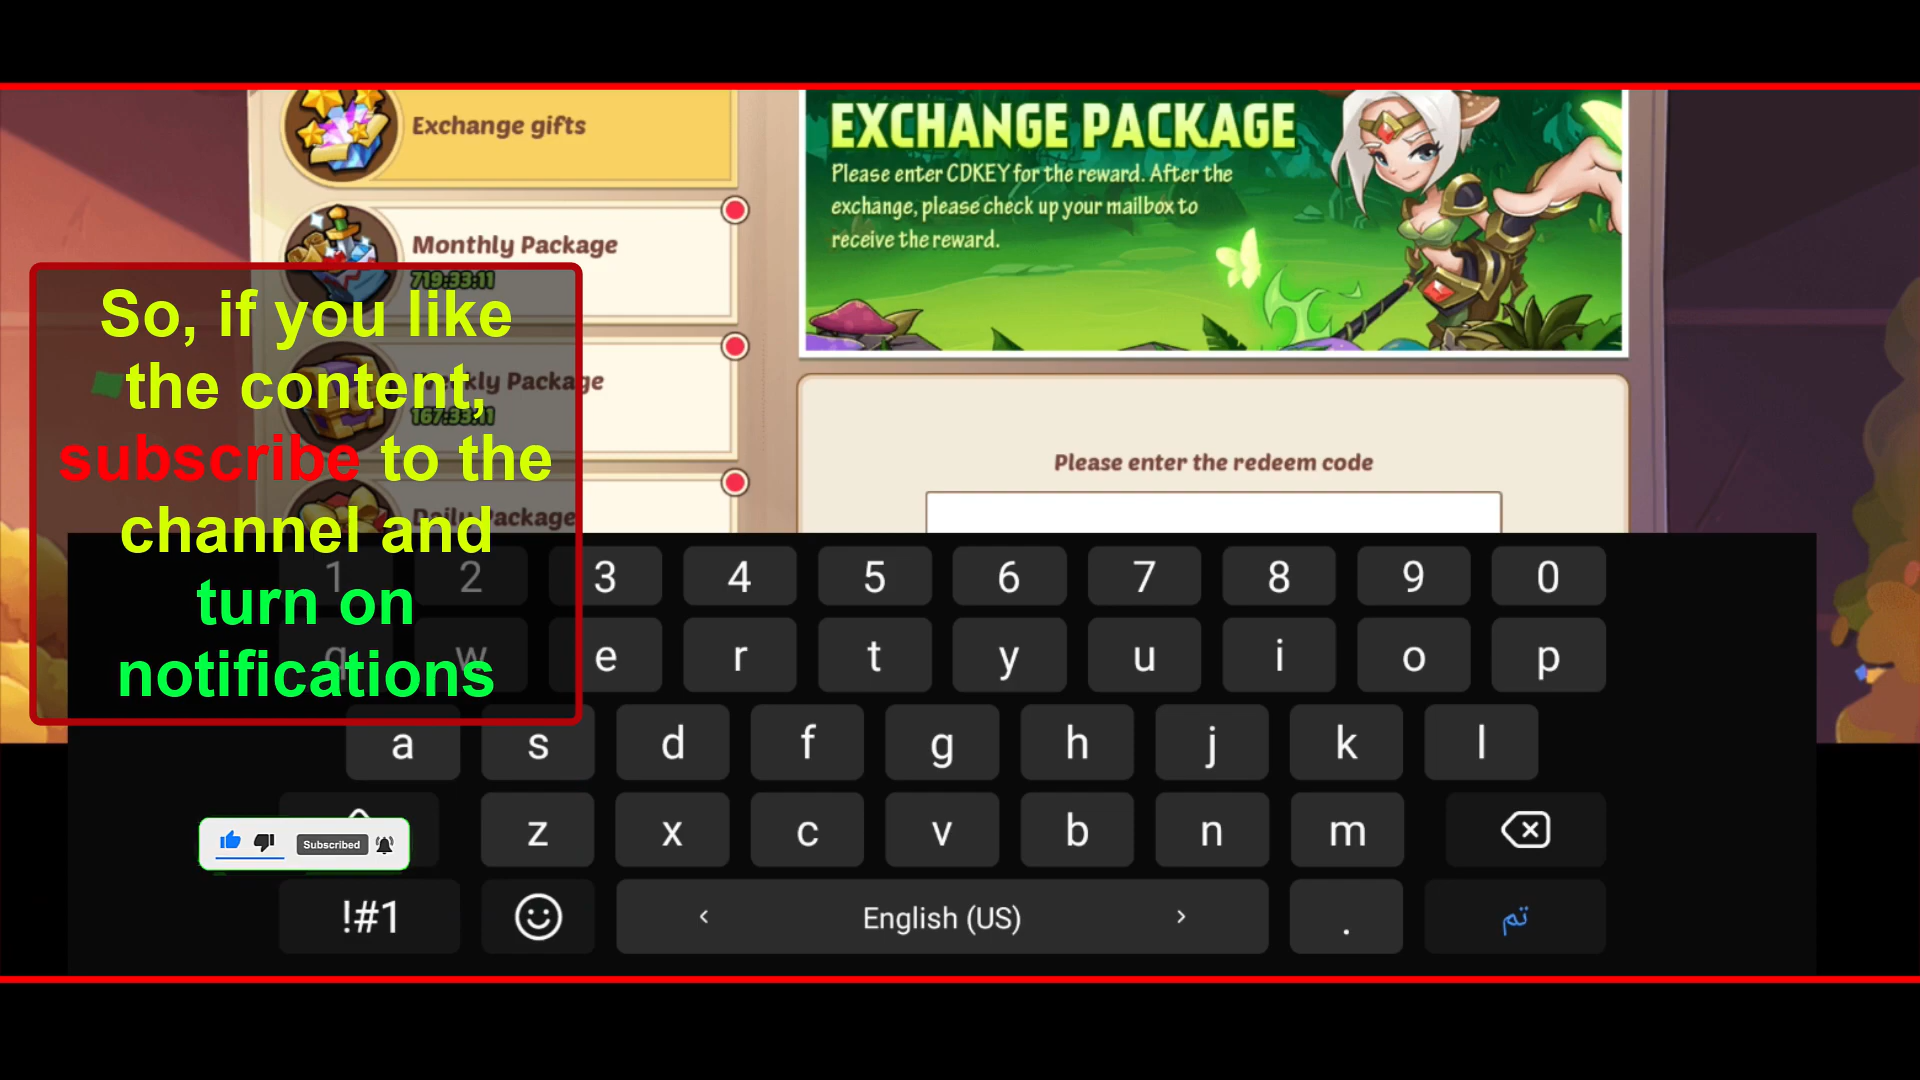 Exchange gifts
Monthly Package
719:33:11
Weekly Package
167:33:11
Daily Package
EXCHANGE PACKAGE
Please enter CDKEY for the reward. After the
exchange, please check up your mailbox to
receive the reward.
Please enter the redeem code
So, if you like
the content,
subscribe to the
channel and
turn on
notifications
1 2 3 4 5 6 7 8 9 0
q w e r t y u i o p
a s d f g h j k l
z x c v b n m
Subscribed
!#1 < English (US) > . تم